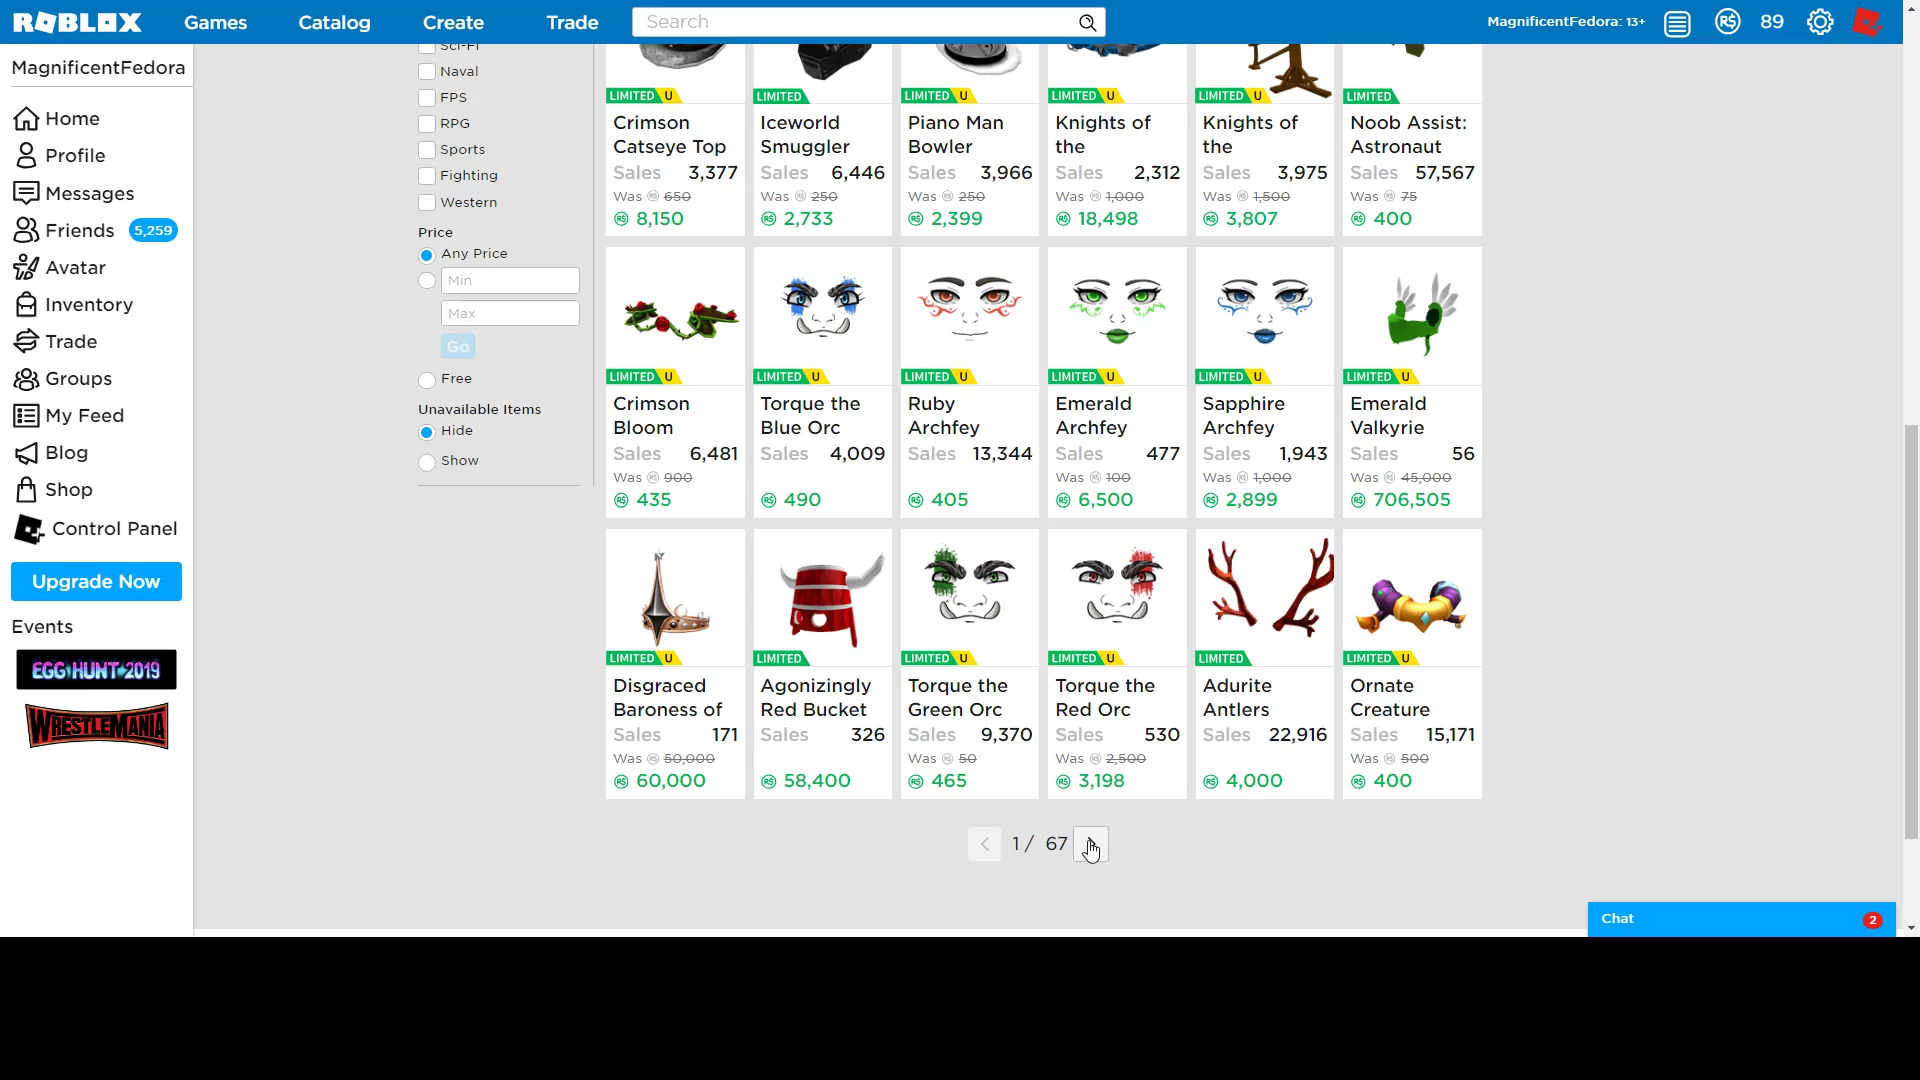 ROBLOX
Games
Catalog
Create
Trade
Search
MagnificentFedora: 13+
89
MagnificentFedora
Home
Profile
Messages
Friends 5,259
Avatar
Inventory
Trade
Groups
My Feed
Blog
Shop
Control Panel
Upgrade Now
Events
EGG HUNT 2019
WRESTLEMANIA
Sci-Fi
Naval
FPS
RPG
Sports
Fighting
Western
Price
Any Price
Min
Max
Go
Free
Unavailable Items
Hide
Show
LIMITED U
Crimson
Catseye Top
Sales 3,377
Was 650
8,150
LIMITED
Iceworld
Smuggler
Sales 6,446
Was 250
2,733
LIMITED U
Piano Man
Bowler
Sales 3,966
Was 250
2,399
LIMITED U
Knights of
the
Sales 2,312
Was 1,000
18,498
LIMITED U
Knights of
the
Sales 3,975
Was 1,500
3,807
LIMITED
Noob Assist:
Astronaut
Sales 57,567
Was 75
400
LIMITED U
Crimson
Bloom
Sales 6,481
Was 900
435
LIMITED U
Torque the
Blue Orc
Sales 4,009
490
LIMITED U
Ruby
Archfey
Sales 13,344
405
LIMITED U
Emerald
Archfey
Sales 477
Was 100
6,500
LIMITED U
Sapphire
Archfey
Sales 1,943
Was 1,000
2,899
LIMITED U
Emerald
Valkyrie
Sales 56
Was 45,000
706,505
LIMITED U
Disgraced
Baroness of
Sales 171
Was 50,000
60,000
LIMITED
Agonizingly
Red Bucket
Sales 326
58,400
LIMITED U
Torque the
Green Orc
Sales 9,370
Was 50
465
LIMITED U
Torque the
Red Orc
Sales 530
Was 2,500
3,198
LIMITED
Adurite
Antlers
Sales 22,916
4,000
LIMITED U
Ornate
Creature
Sales 15,171
Was 500
400
1 / 67
Chat 2